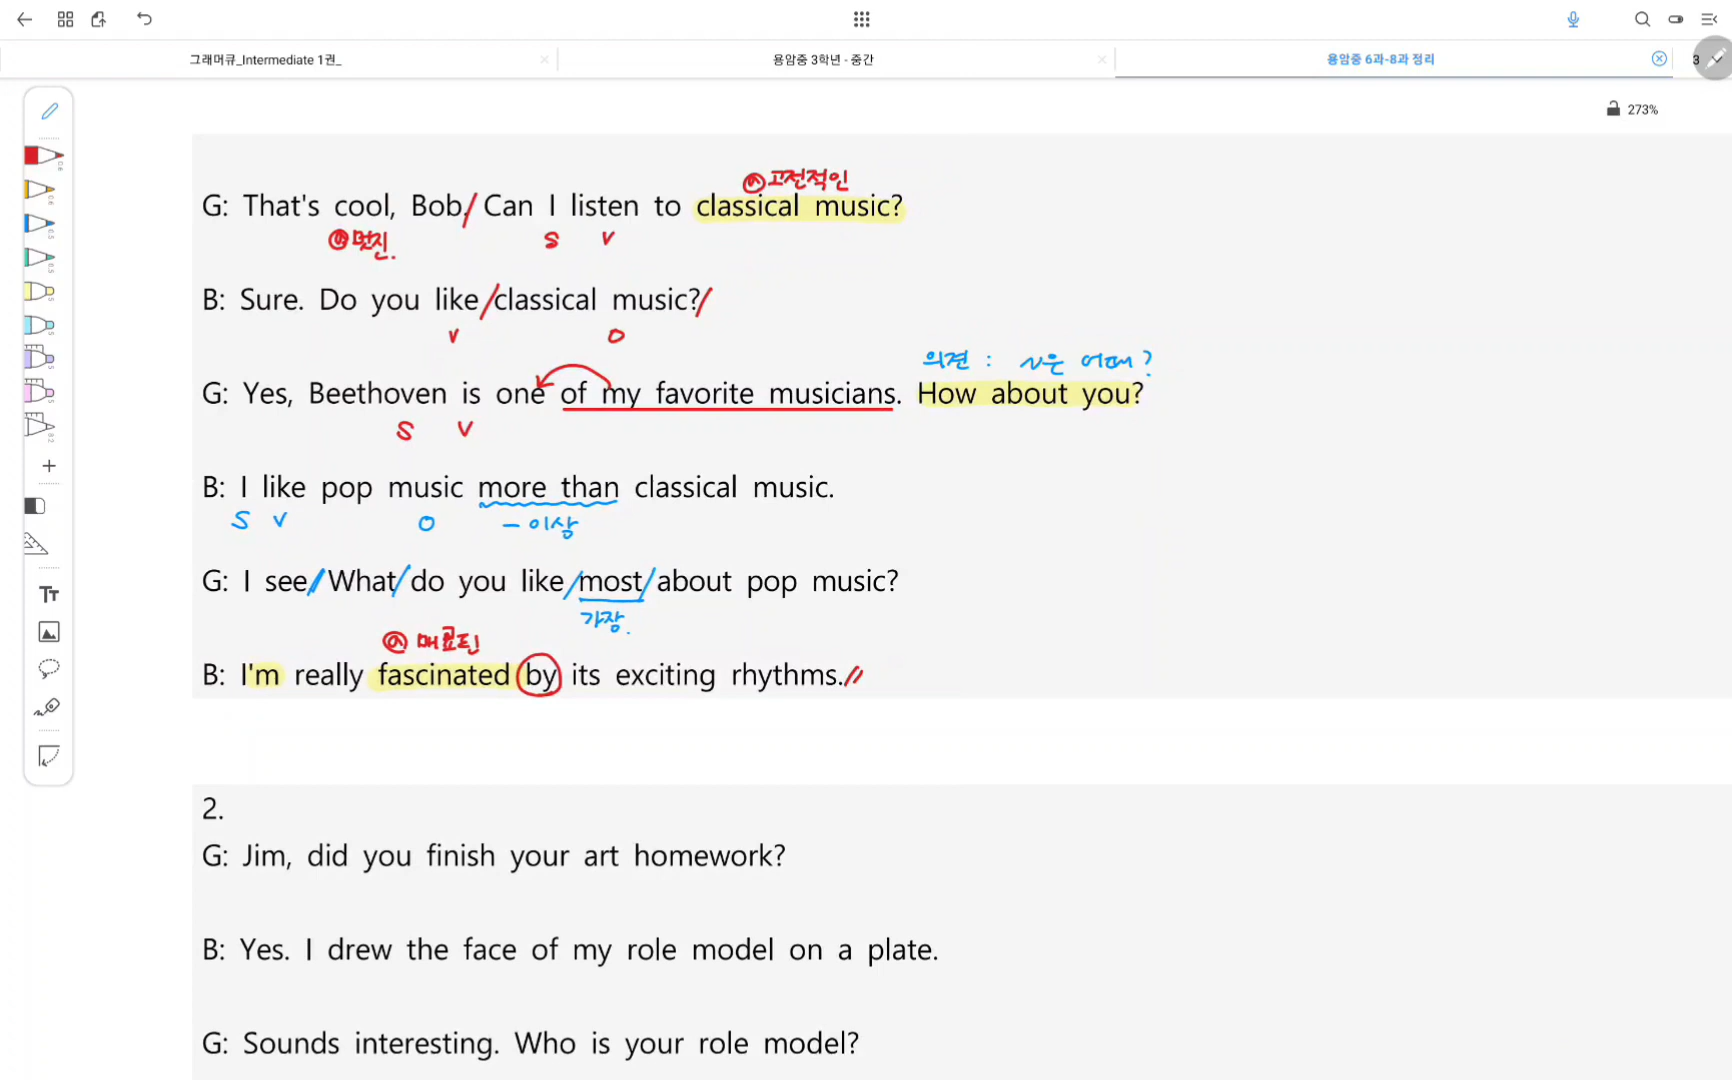 그래머큐_Intermediate 1권_
용암중 3학년 - 중간
용암중 6과-8과 정리
3
273%
ⓐ고전적인
G: That's cool, Bob. Can I listen to classical music?
ⓐ멋진. S V
B: Sure. Do you like classical music?
V O
의견 : ~은 어때?
G: Yes, Beethoven is one of my favorite musicians. How about you?
S V
B: I like pop music more than classical music.
S V O - 이상
G: I see. What do you like most about pop music?
가장.
ⓐ 매료된
B: I'm really fascinated by its exciting rhythms.
2.
G: Jim, did you finish your art homework?
B: Yes. I drew the face of my role model on a plate.
G: Sounds interesting. Who is your role model?